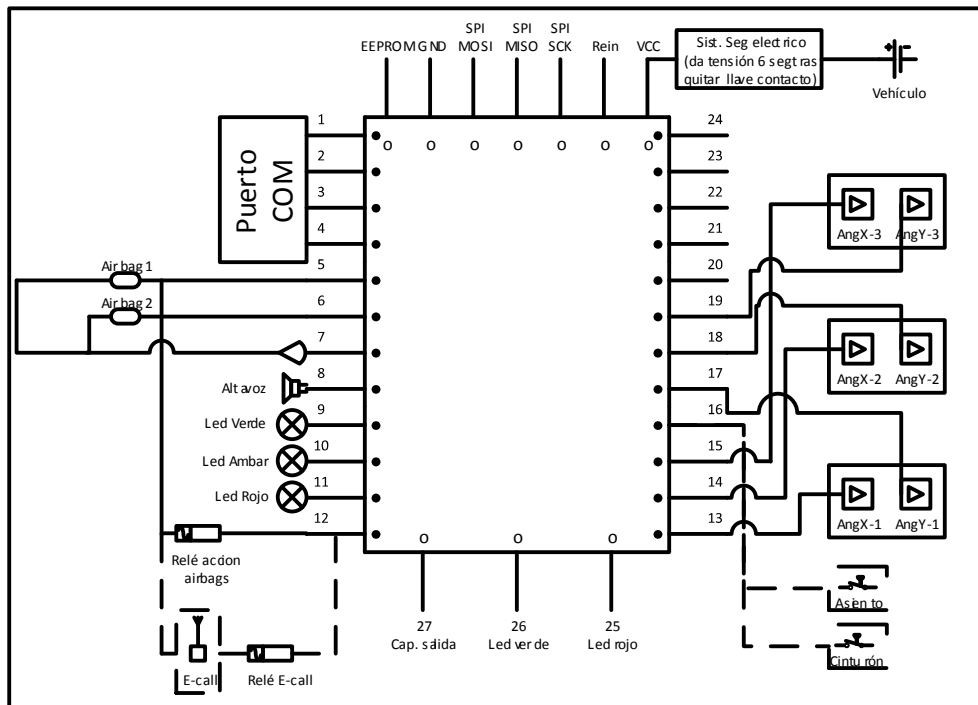 SPI SPI SPI
EEPROM GND MOSI MISO SCK Rein VCC
Sist. Seg electrico
(da tensión 6 seg tras
quitar llave contacto)
Vehículo
Puerto
COM
1
2
3
4
5
6
7
8
9
10
11
12
24
23
22
21
20
19
18
17
16
15
14
13
Airbag 1
Airbag 2
Altavoz
Led Verde
Led Ambar
Led Rojo
Relé accion
airbags
E-call
Relé E-call
27
Cap. salida
26
Led verde
25
Led rojo
AngX-3 AngY-3
AngX-2 AngY-2
AngX-1 AngY-1
Asiento
Cinturón